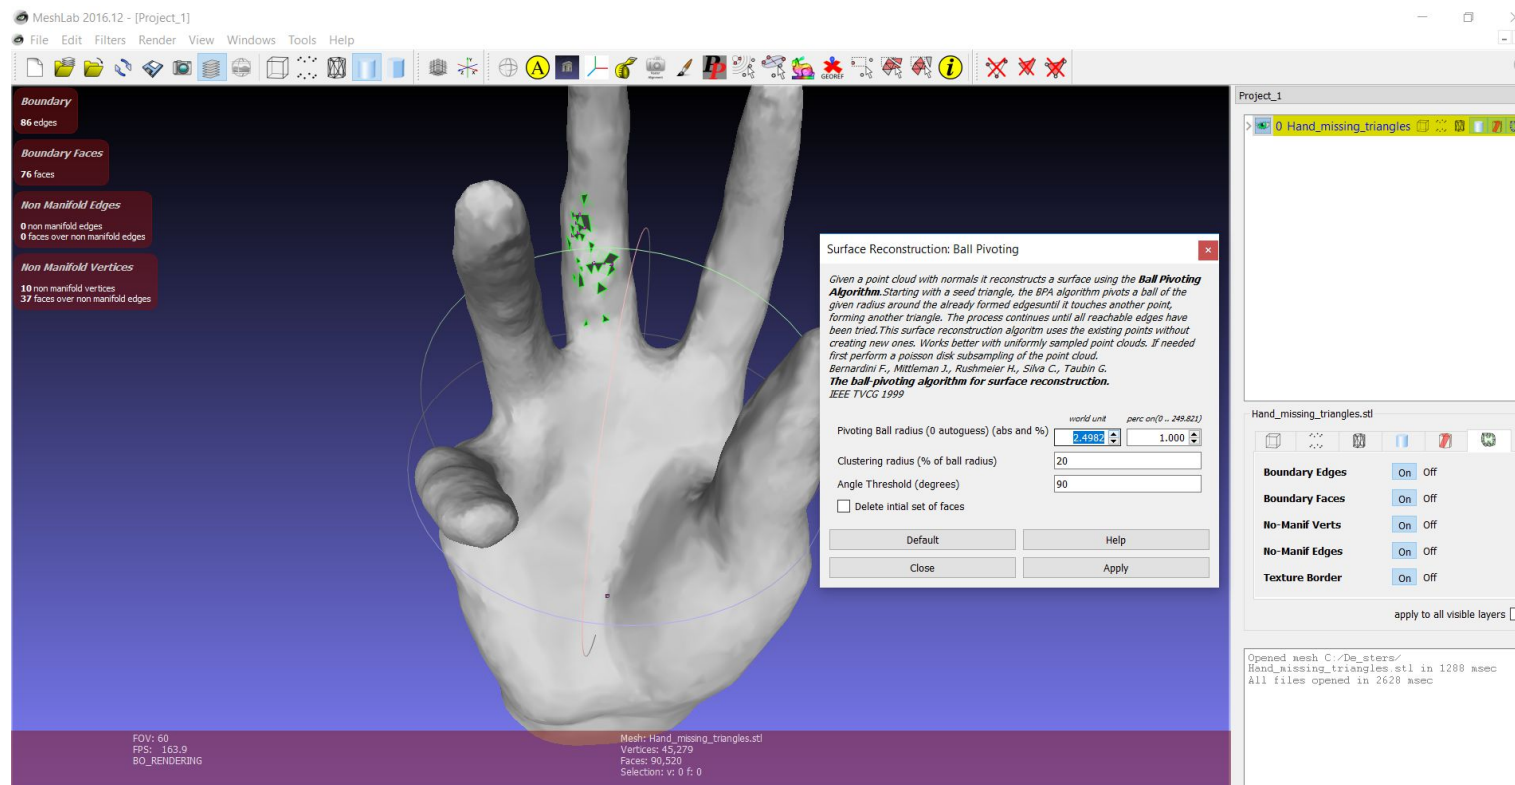 MeshLab 2016.12 - [Project_1]
File Edit Filters Render View Windows Tools Help
A
Pp
GEOREF
i
Boundary
86 edges
Boundary Faces
76 faces
Non Manifold Edges
0 non manifold edges
0 faces over non manifold edges
Non Manifold Vertices
10 non manifold vertices
37 faces over non manifold edges
FOV: 60
FPS: 163.9
BO_RENDERING
Mesh: Hand_missing_triangles.stl
Vertices: 45,279
Faces: 90,520
Selection: v: 0 f: 0
Surface Reconstruction: Ball Pivoting
Given a point cloud with normals it reconstructs a surface using the Ball Pivoting
Algorithm.Starting with a seed triangle, the BPA algorithm pivots a ball of the
given radius around the already formed edgesuntil it touches another point,
forming another triangle. The process continues until all reachable edges have
been tried.This surface reconstruction algoritm uses the existing points without
creating new ones. Works better with uniformly sampled point clouds. If needed
first perform a poisson disk subsampling of the point cloud.
Bernardini F., Mittleman J., Rushmeier H., Silva C., Taubin G.
The ball-pivoting algorithm for surface reconstruction.
IEEE TVCG 1999
world unit perc on(0 .. 249.821)
Pivoting Ball radius (0 autoguess) (abs and %) 2.4982 1.000
Clustering radius (% of ball radius) 20
Angle Threshold (degrees) 90
Delete intial set of faces
Default Help
Close Apply
Project_1
0 Hand_missing_triangles
Hand_missing_triangles.stl
Boundary Edges On Off
Boundary Faces On Off
No-Manif Verts On Off
No-Manif Edges On Off
Texture Border On Off
apply to all visible layers
Opened mesh C:/De_sters/
Hand_missing_triangles.stl in 1288 msec
All files opened in 2628 msec